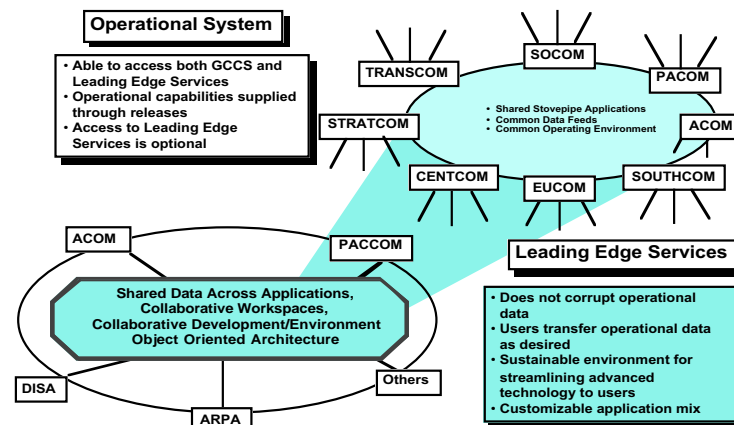 Operational System
• Able to access both GCCS and
Leading Edge Services
• Operational capabilities supplied
through releases
• Access to Leading Edge
Services is optional
SOCOM
TRANSCOM
PACOM
• Shared Stovepipe Applications
• Common Data Feeds
• Common Operating Environment
STRATCOM
ACOM
CENTCOM
SOUTHCOM
EUCOM
ACOM
PACCOM
Shared Data Across Applications,
Collaborative Workspaces,
Collaborative Development/Environment
Object Oriented Architecture
DISA
Others
ARPA
Leading Edge Services
• Does not corrupt operational
data
• Users transfer operational data
as desired
• Sustainable environment for
streamlining advanced
technology to users
• Customizable application mix